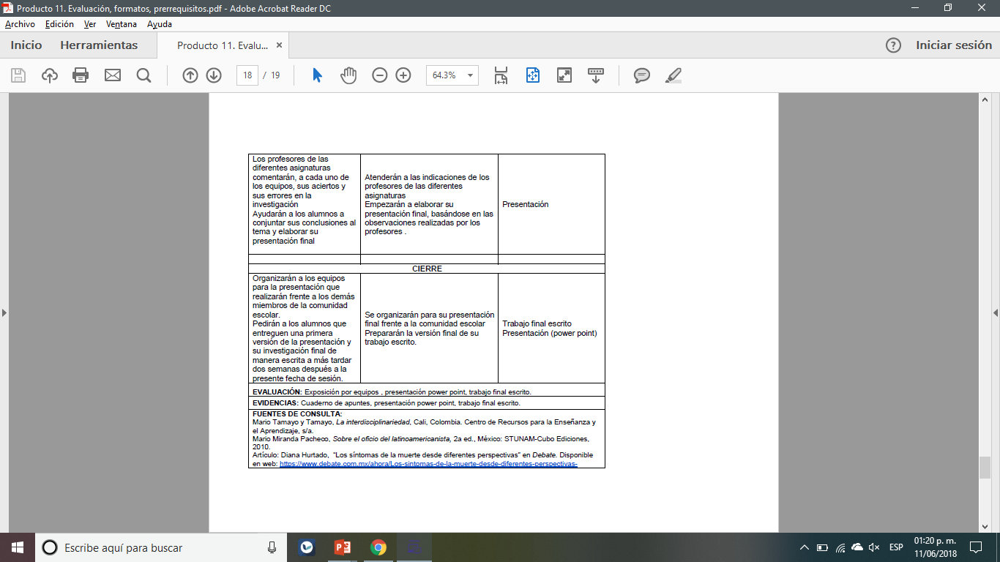 Producto 11. Evaluación, formatos, prerrequisitos.pdf - Adobe Acrobat Reader DC
Archivo Edición Ver Ventana Ayuda
Inicio Herramientas Producto 11. Evalu... × Iniciar sesión
18 / 19 64.3%
Los profesores de las
diferentes asignaturas
comentarán, a cada uno de
los equipos, sus aciertos y
sus errores en la
investigación
Ayudarán a los alumnos a
conjuntar sus conclusiones al
tema y elaborar su
presentación final
Atenderán a las indicaciones de los
profesores de las diferentes
asignaturas
Empezarán a elaborar su
presentación final, basándose en las
observaciones realizadas por los
profesores .
Presentación
CIERRE
Organizarán a los equipos
para la presentación que
realizarán frente a los demás
miembros de la comunidad
escolar.
Pedirán a los alumnos que
entreguen una primera
versión de la presentación y
su investigación final de
manera escrita a más tardar
dos semanas después a la
presente fecha de sesión.
Se organizarán para su presentación
final frente a la comunidad escolar
Prepararán la versión final de su
trabajo escrito.
Trabajo final escrito
Presentación (power point)
EVALUACIÓN: Exposición por equipos , presentación power point, trabajo final escrito.
EVIDENCIAS: Cuaderno de apuntes, presentación power point, trabajo final escrito.
FUENTES DE CONSULTA:
Mario Tamayo y Tamayo, La interdisciplinariedad, Cali, Colombia. Centro de Recursos para la Enseñanza y
el Aprendizaje, s/a.
Mario Miranda Pacheco, Sobre el oficio del latinoamericanista, 2a ed., México: STUNAM-Cubo Ediciones,
2010.
Artículo: Diana Hurtado, “Los síntomas de la muerte desde diferentes perspectivas” en Debate. Disponible
en web: https://www.debate.com.mx/ahora/Los-sintomas-de-la-muerte-desde-diferentes-perspectivas-
Escribe aquí para buscar
ESP
01:20 p. m.
11/06/2018